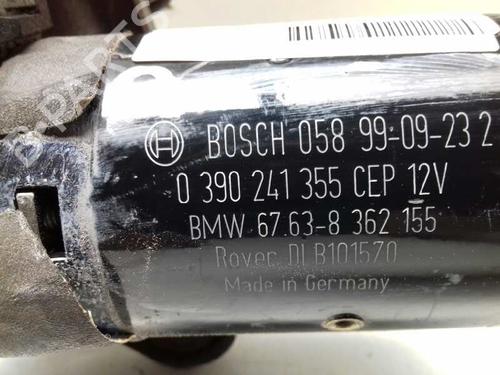 BOSCH 058 99-09-23 2
0 390 241 355 CEP 12V
BMW 67.63-8 362 155
Rover DLB101570
Made in Germany